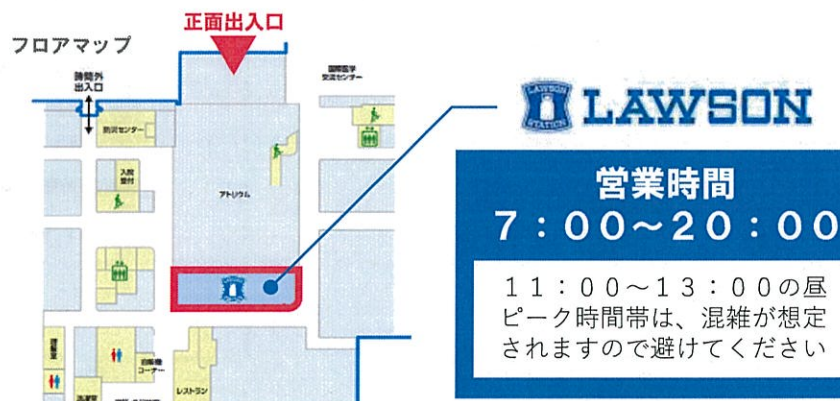 正面出入口
フロアマップ
時間外
出入口
国際医学
交流センター
防災センター
入院
受付
アトリウム
自販機
コーナー
レストラン
LAWSON
STATION
LAWSON
営業時間
7：00～20：00
11：00～13：00の昼
ピーク時間帯は、混雑が想定
されますので避けてください